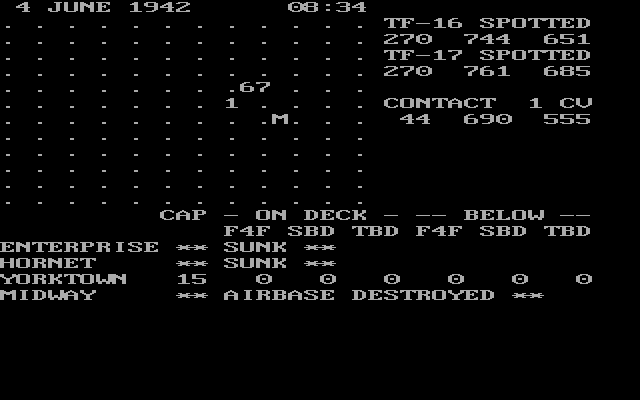 4 JUNE 1942 08:34
. . . . . . . . . . . . TF-16 SPOTTED
. . . . . . . . . . . . 270 744 651
. . . . . . . . . . . . TF-17 SPOTTED
. . . . . . . . . . . . 270 761 685
. . . . . . . .67 . . .
. . . . . . . 1 . . . . CONTACT 1 CV
. . . . . . . . .M. . . 44 690 555
. . . . . . . . . . . .
. . . . . . . . . . . .
. . . . . . . . . . . .
. . . . . . . . . . . .
. . . . . . . . . . . .
CAP - ON DECK - -- BELOW --
F4F SBD TBD F4F SBD TBD
ENTERPRISE ** SUNK **
HORNET ** SUNK **
YORKTOWN 15 0 0 0 0 0 0
MIDWAY ** AIRBASE DESTROYED **